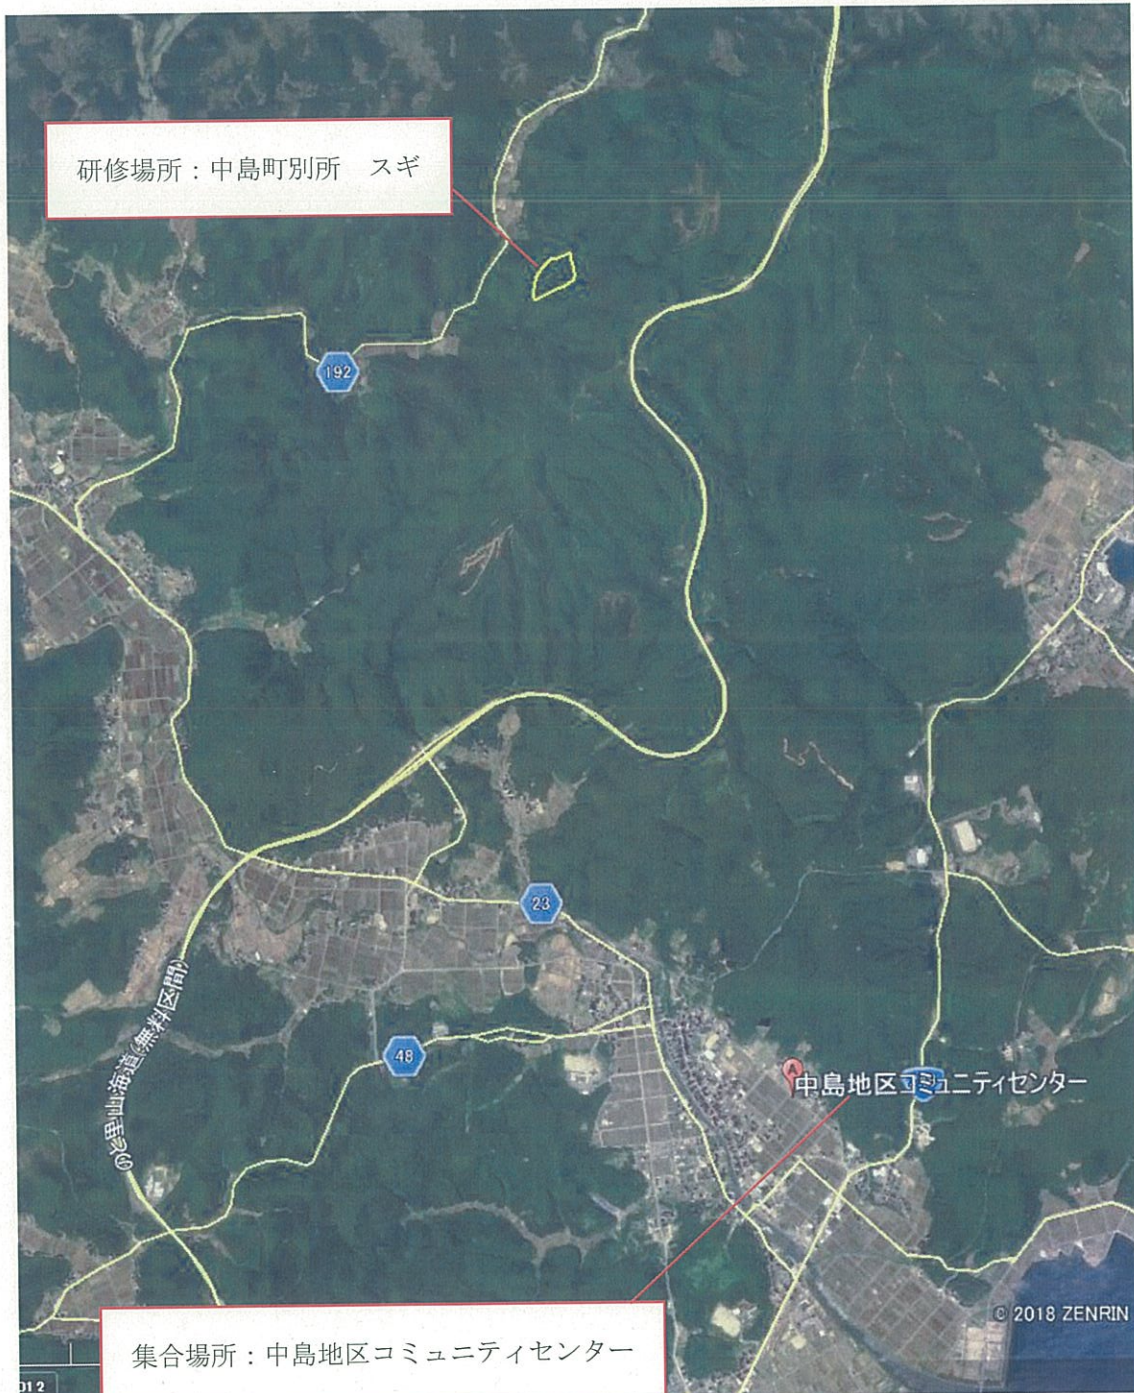 研修場所：中島町別所　スギ
192
23
のと里山海道(無料区間)
48
A
中島地区コミュニティセンター
© 2018 ZENRIN
集合場所：中島地区コミュニティセンター